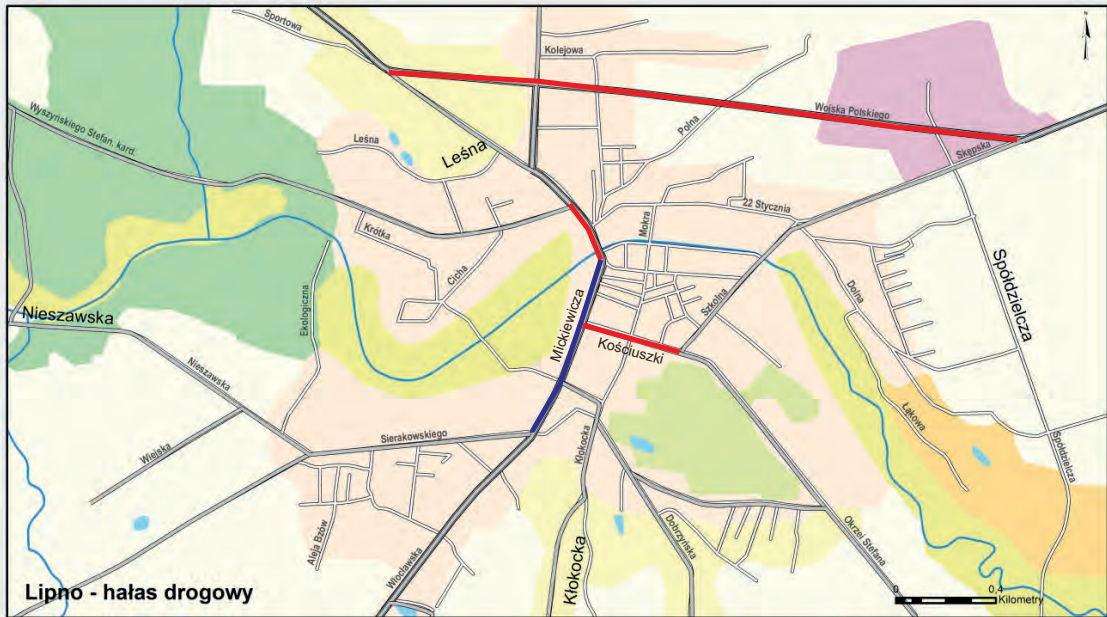 Sportowa
Kolejowa
N
Wyszyńskiego Stefan. kard.
Leśna
Leśna
Polna
Wojska Polskiego
Skępska
Krótka
Cicha
Mokra
22 Stycznia
Ekologiczna
Nieszawska
Nieszawska
Mickiewicza
Szkolna
Kościuszki
Dolna
Spółdzielcza
Łąkowa
Spółdzielcza
Wiejska
Sierakowskiego
Kłokocka
Aleja Bzów
Włocławska
Kłokocka
Dobrzyńska
Okrzei Stefana
Lipno - hałas drogowy
0 0,4
Kilometry